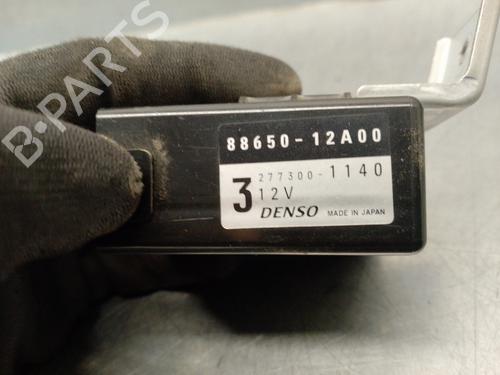 B-PARTS
88650-12A00
277300-1140
3 12V
DENSO MADE IN JAPAN